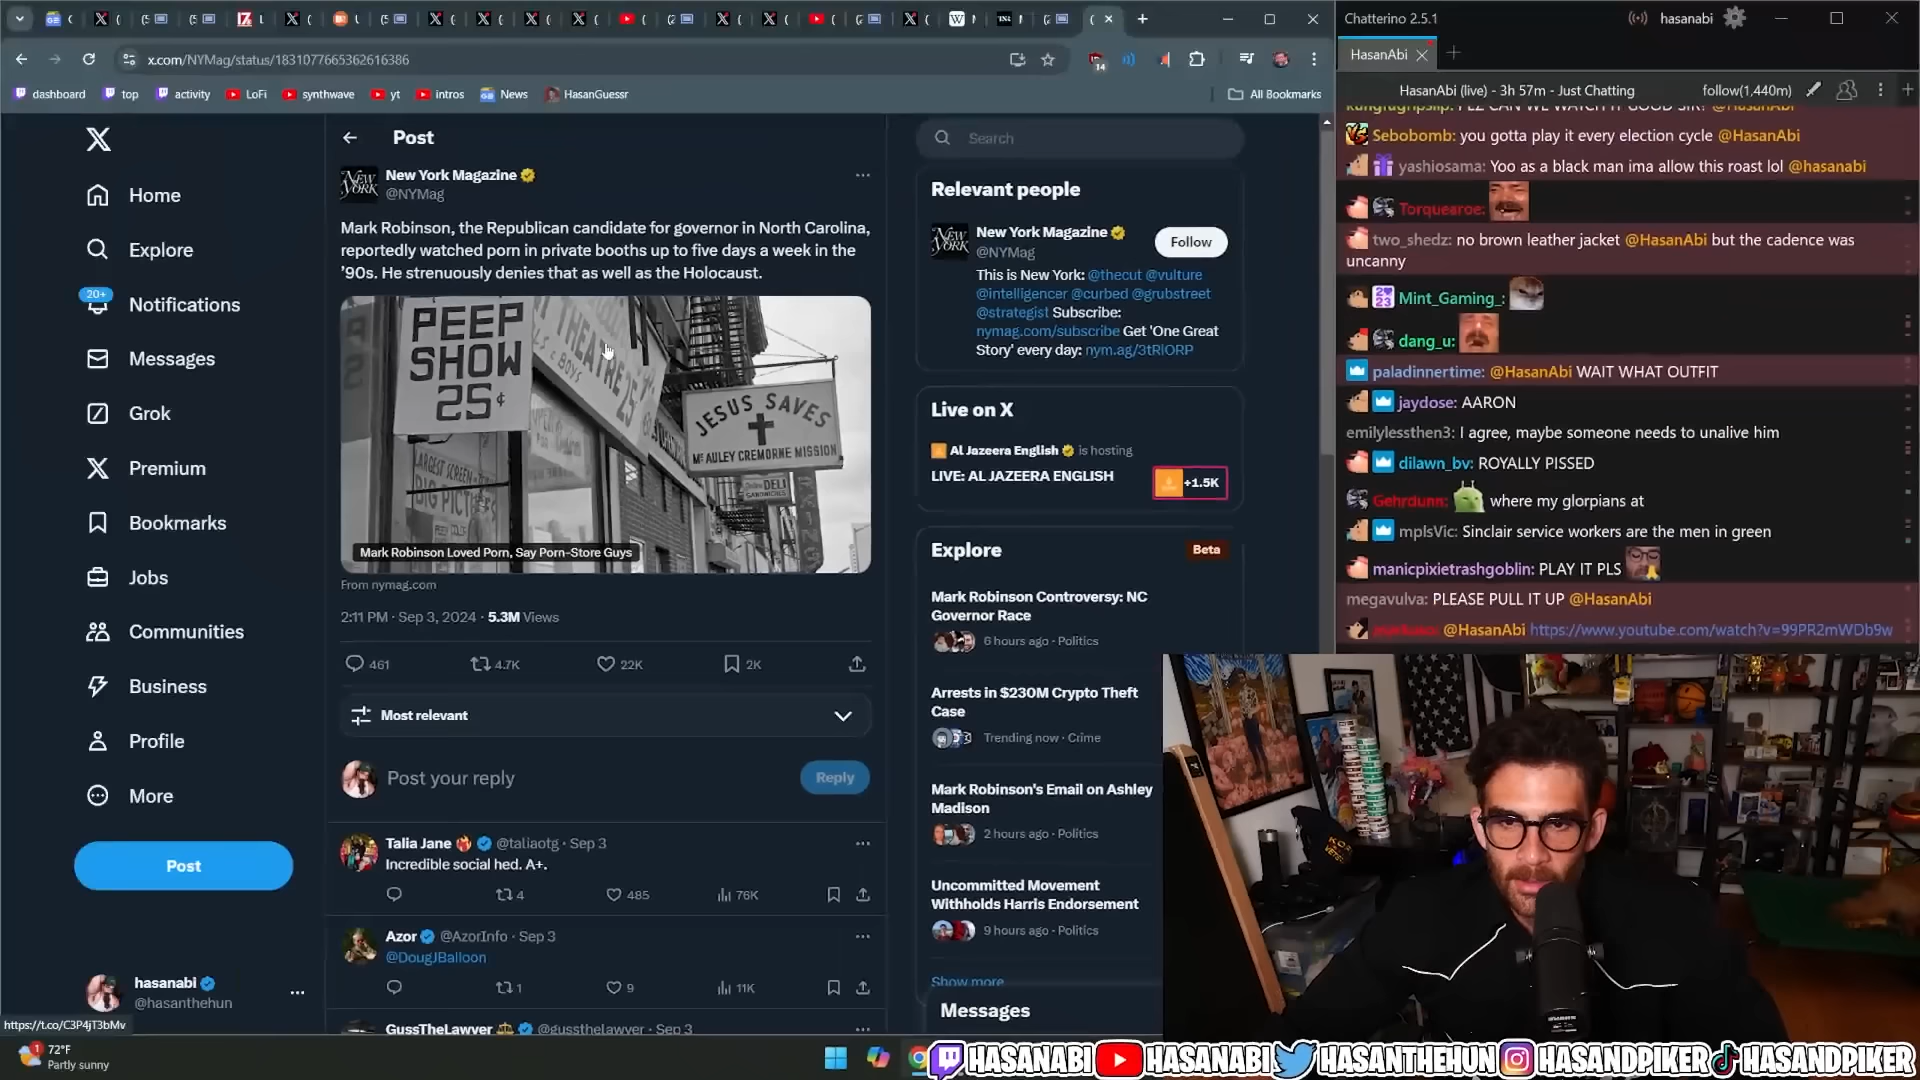 x.com/NYMag/status/1831077665362616386
14
dashboard
top
activity
LoFi
synthwave
yt
intros
News
HasanGuessr
All Bookmarks
Home
Explore
20+
Notifications
Messages
Grok
Premium
Bookmarks
Jobs
Communities
Business
Profile
More
Post
hasanabi
@hasanthehun
https://t.co/C3P4jT3bMv
Post
New York Magazine
@NYMag
Mark Robinson, the Republican candidate for governor in North Carolina,
reportedly watched porn in private booths up to five days a week in the
'90s. He strenuously denies that as well as the Holocaust.
PEEP
SHOW
25¢
THEATRE 25¢
LARGEST SCREEN
BIG PICTURES
JESUS SAVES
Mc AULEY CREMORNE MISSION
DELI
SANDWICHES
Mark Robinson Loved Porn, Say Porn-Store Guys
From nymag.com
2:11 PM · Sep 3, 2024 · 5.3M Views
461
4.7K
22K
2K
Most relevant
Post your reply
Reply
Talia Jane @taliaotg · Sep 3
Incredible social hed. A+.
4
485
76K
Azor @AzorInfo · Sep 3
@DougJBalloon
1
9
11K
GussTheLawyer @gussthelawyer · Sep 3
Search
Relevant people
New York Magazine
@NYMag
Follow
This is New York: @thecut @vulture
@intelligencer @curbed @grubstreet
@strategist Subscribe:
nymag.com/subscribe Get 'One Great
Story' every day: nym.ag/3tRlORP
Live on X
Al Jazeera English is hosting
LIVE: AL JAZEERA ENGLISH
+1.5K
Explore
Beta
Mark Robinson Controversy: NC
Governor Race
6 hours ago · Politics
Arrests in $230M Crypto Theft
Case
Trending now · Crime
Mark Robinson's Email on Ashley
Madison
2 hours ago · Politics
Uncommitted Movement
Withholds Harris Endorsement
9 hours ago · Politics
Show more
Messages
Chatterino 2.5.1
hasanabi
HasanAbi
HasanAbi (live) - 3h 57m - Just Chatting
follow(1,440m)
Sebobomb: you gotta play it every election cycle @HasanAbi
yashiosama: Yoo as a black man ima allow this roast lol @hasanabi
Torquearoe:
two_shedz: no brown leather jacket @HasanAbi but the cadence was
uncanny
Mint_Gaming_:
dang_u:
paladinnertime: @HasanAbi WAIT WHAT OUTFIT
jaydose: AARON
emilylessthen3: I agree, maybe someone needs to unalive him
dilawn_bv: ROYALLY PISSED
Gehrdunn: where my glorpians at
mplsVic: Sinclair service workers are the men in green
manicpixietrashgoblin: PLAY IT PLS
megavulva: PLEASE PULL IT UP @HasanAbi
@HasanAbi https://www.youtube.com/watch?v=99PR2mWDb9w
1
72°F
Partly sunny
HASANABI
HASANABI
HASANTHEHUN
HASANDPIKER
HASANDPIKER